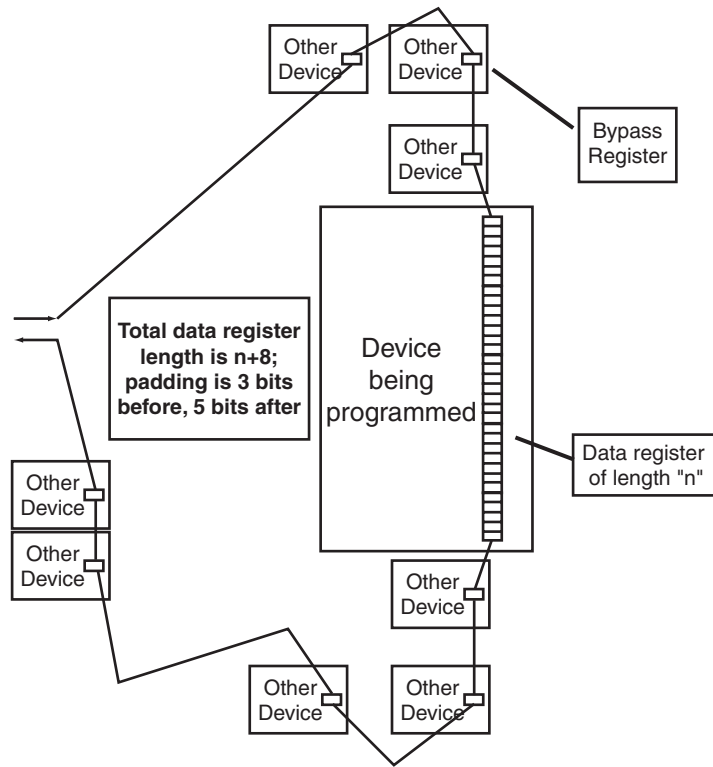 Other
Device
Other
Device
Bypass
Register
Other
Device
Total data register
length is n+8;
padding is 3 bits
before, 5 bits after
Device
being
programmed
Data register
of length "n"
Other
Device
Other
Device
Other
Device
Other
Device
Other
Device